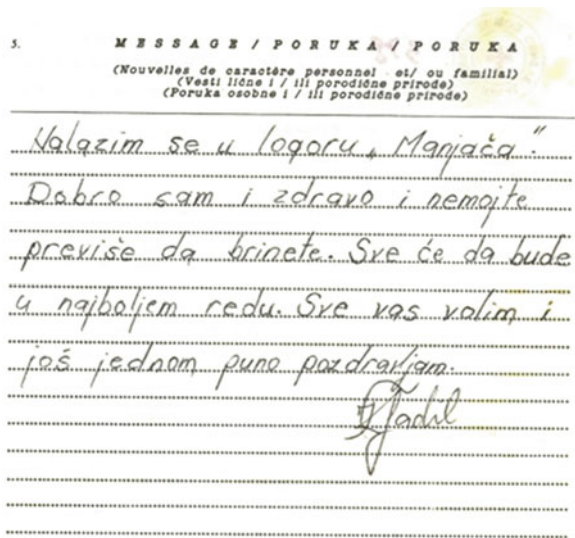 5. MESSAGE / PORUKA / PORUKA
(Nouvelles de caractère personnel et/ ou familial)
(Vesti lične i / ili porodične prirode)
(Poruka osobne i / ili porodične prirode)
Nalazim se u logoru „Manjača".
Dobro sam i zdravo i nemojte
previše da brinete. Sve će da bude
u najboljem redu. Sve vas volim i
još jednom puno pozdravljam.